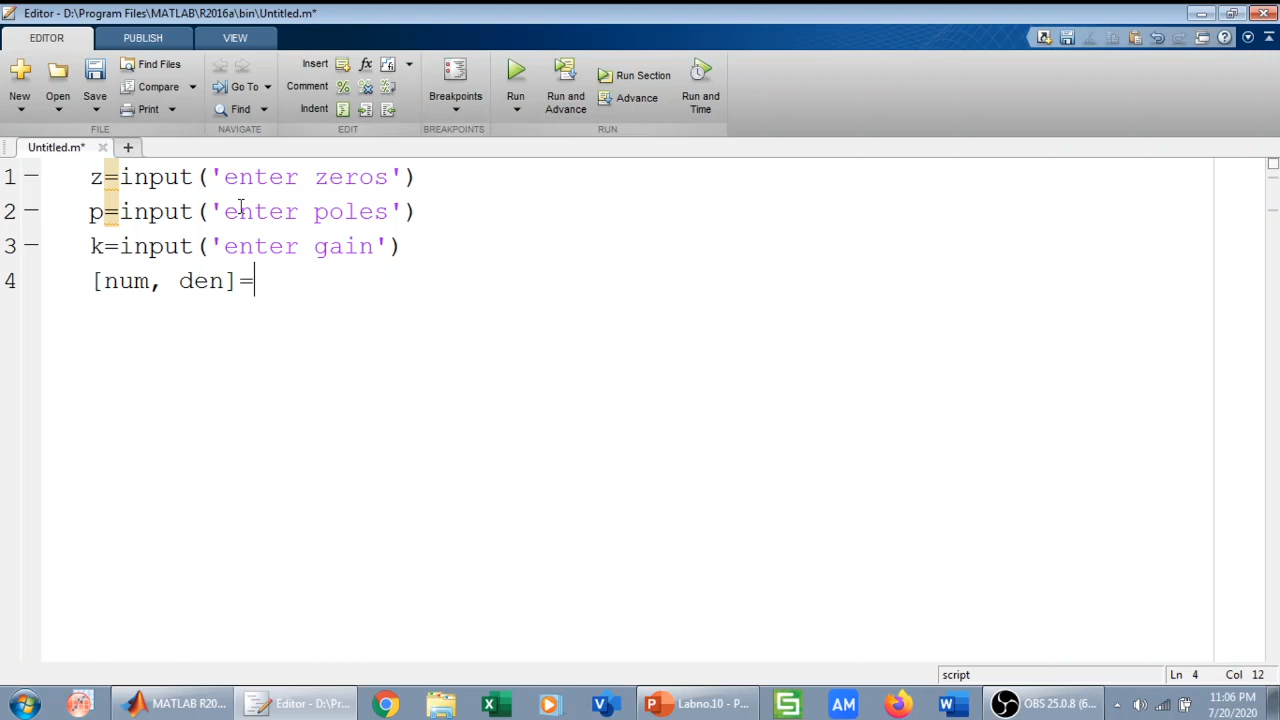 Editor - D:\Program Files\MATLAB\R2016a\bin\Untitled.m*
EDITOR PUBLISH VIEW
New Open Save Find Files Compare Print Go To Find Insert Comment Indent fx Breakpoints Run Run and Advance Run Section Advance Run and Time
FILE NAVIGATE EDIT BREAKPOINTS RUN
Untitled.m*
1 z=input('enter zeros')
2 p=input('enter poles')
3 k=input('enter gain')
4 [num, den]=
script Ln 4 Col 12
MATLAB R20... Editor - D:\Pro... Labno.10 - P... AM OBS 25.0.8 (6... 11:06 PM
7/20/2020